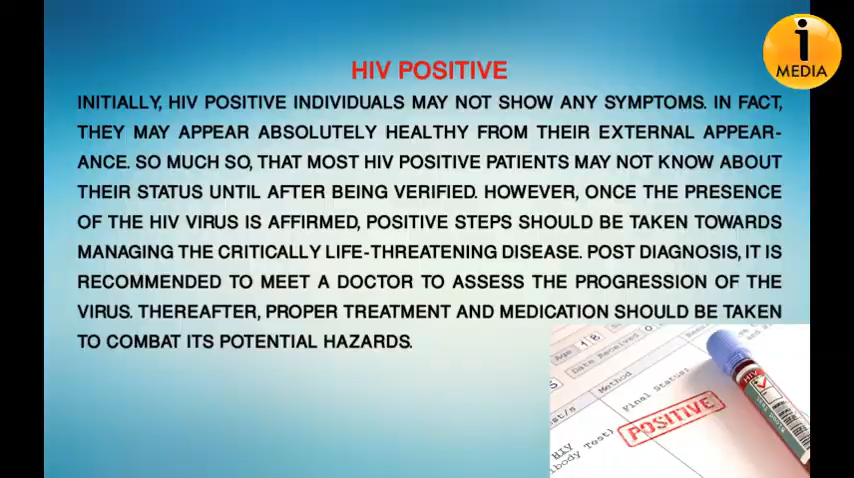 i
MEDIA
HIV POSITIVE
INITIALLY, HIV POSITIVE INDIVIDUALS MAY NOT SHOW ANY SYMPTOMS. IN FACT,
THEY MAY APPEAR ABSOLUTELY HEALTHY FROM THEIR EXTERNAL APPEAR-
ANCE. SO MUCH SO, THAT MOST HIV POSITIVE PATIENTS MAY NOT KNOW ABOUT
THEIR STATUS UNTIL AFTER BEING VERIFIED. HOWEVER, ONCE THE PRESENCE
OF THE HIV VIRUS IS AFFIRMED, POSITIVE STEPS SHOULD BE TAKEN TOWARDS
MANAGING THE CRITICALLY LIFE-THREATENING DISEASE. POST DIAGNOSIS, IT IS
RECOMMENDED TO MEET A DOCTOR TO ASSESS THE PROGRESSION OF THE
VIRUS. THEREAFTER, PROPER TREATMENT AND MEDICATION SHOULD BE TAKEN
TO COMBAT ITS POTENTIAL HAZARDS.
Age 18
Date Received
Method
Final Status:
POSITIVE
HIV
body Test)
HIV